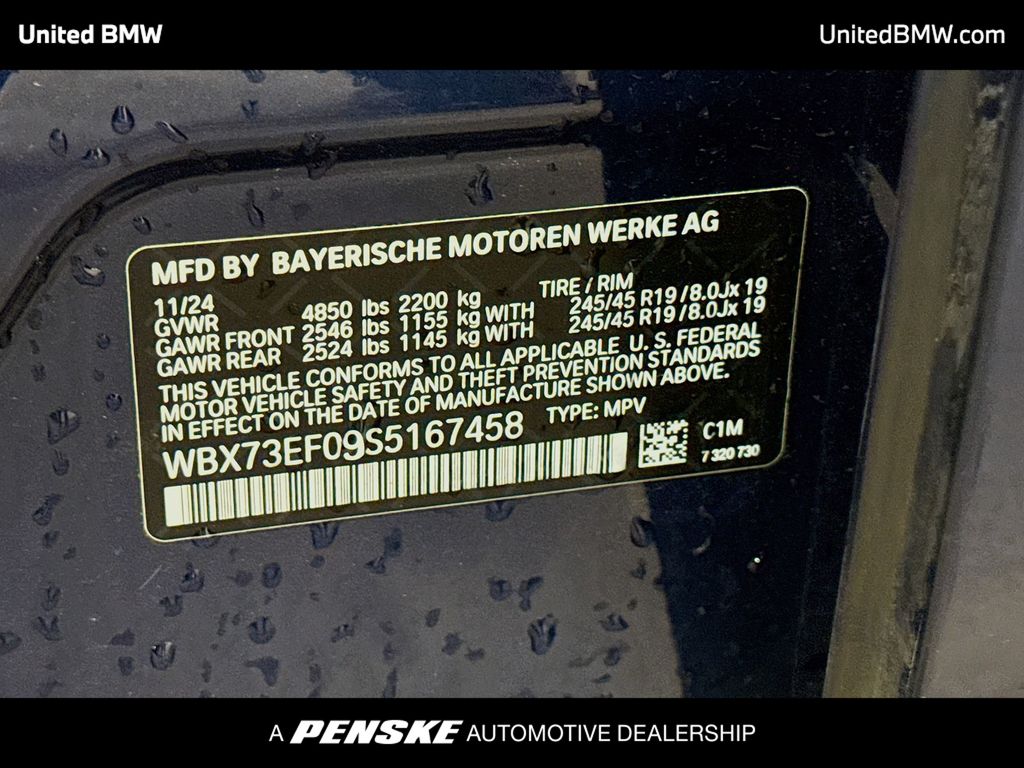 United BMW
UnitedBMW.com
MFD BY BAYERISCHE MOTOREN WERKE AG
11/24 TIRE / RIM
GVWR 4850 lbs 2200 kg
GAWR FRONT 2546 lbs 1155 kg WITH 245/45 R19 / 8.0Jx 19
GAWR REAR 2524 lbs 1145 kg WITH 245/45 R19 / 8.0Jx 19
THIS VEHICLE CONFORMS TO ALL APPLICABLE U. S. FEDERAL
MOTOR VEHICLE SAFETY AND THEFT PREVENTION STANDARDS
IN EFFECT ON THE DATE OF MANUFACTURE SHOWN ABOVE.
WBX73EF09S5167458 TYPE: MPV
C1M
7 320 730
A PENSKE AUTOMOTIVE DEALERSHIP